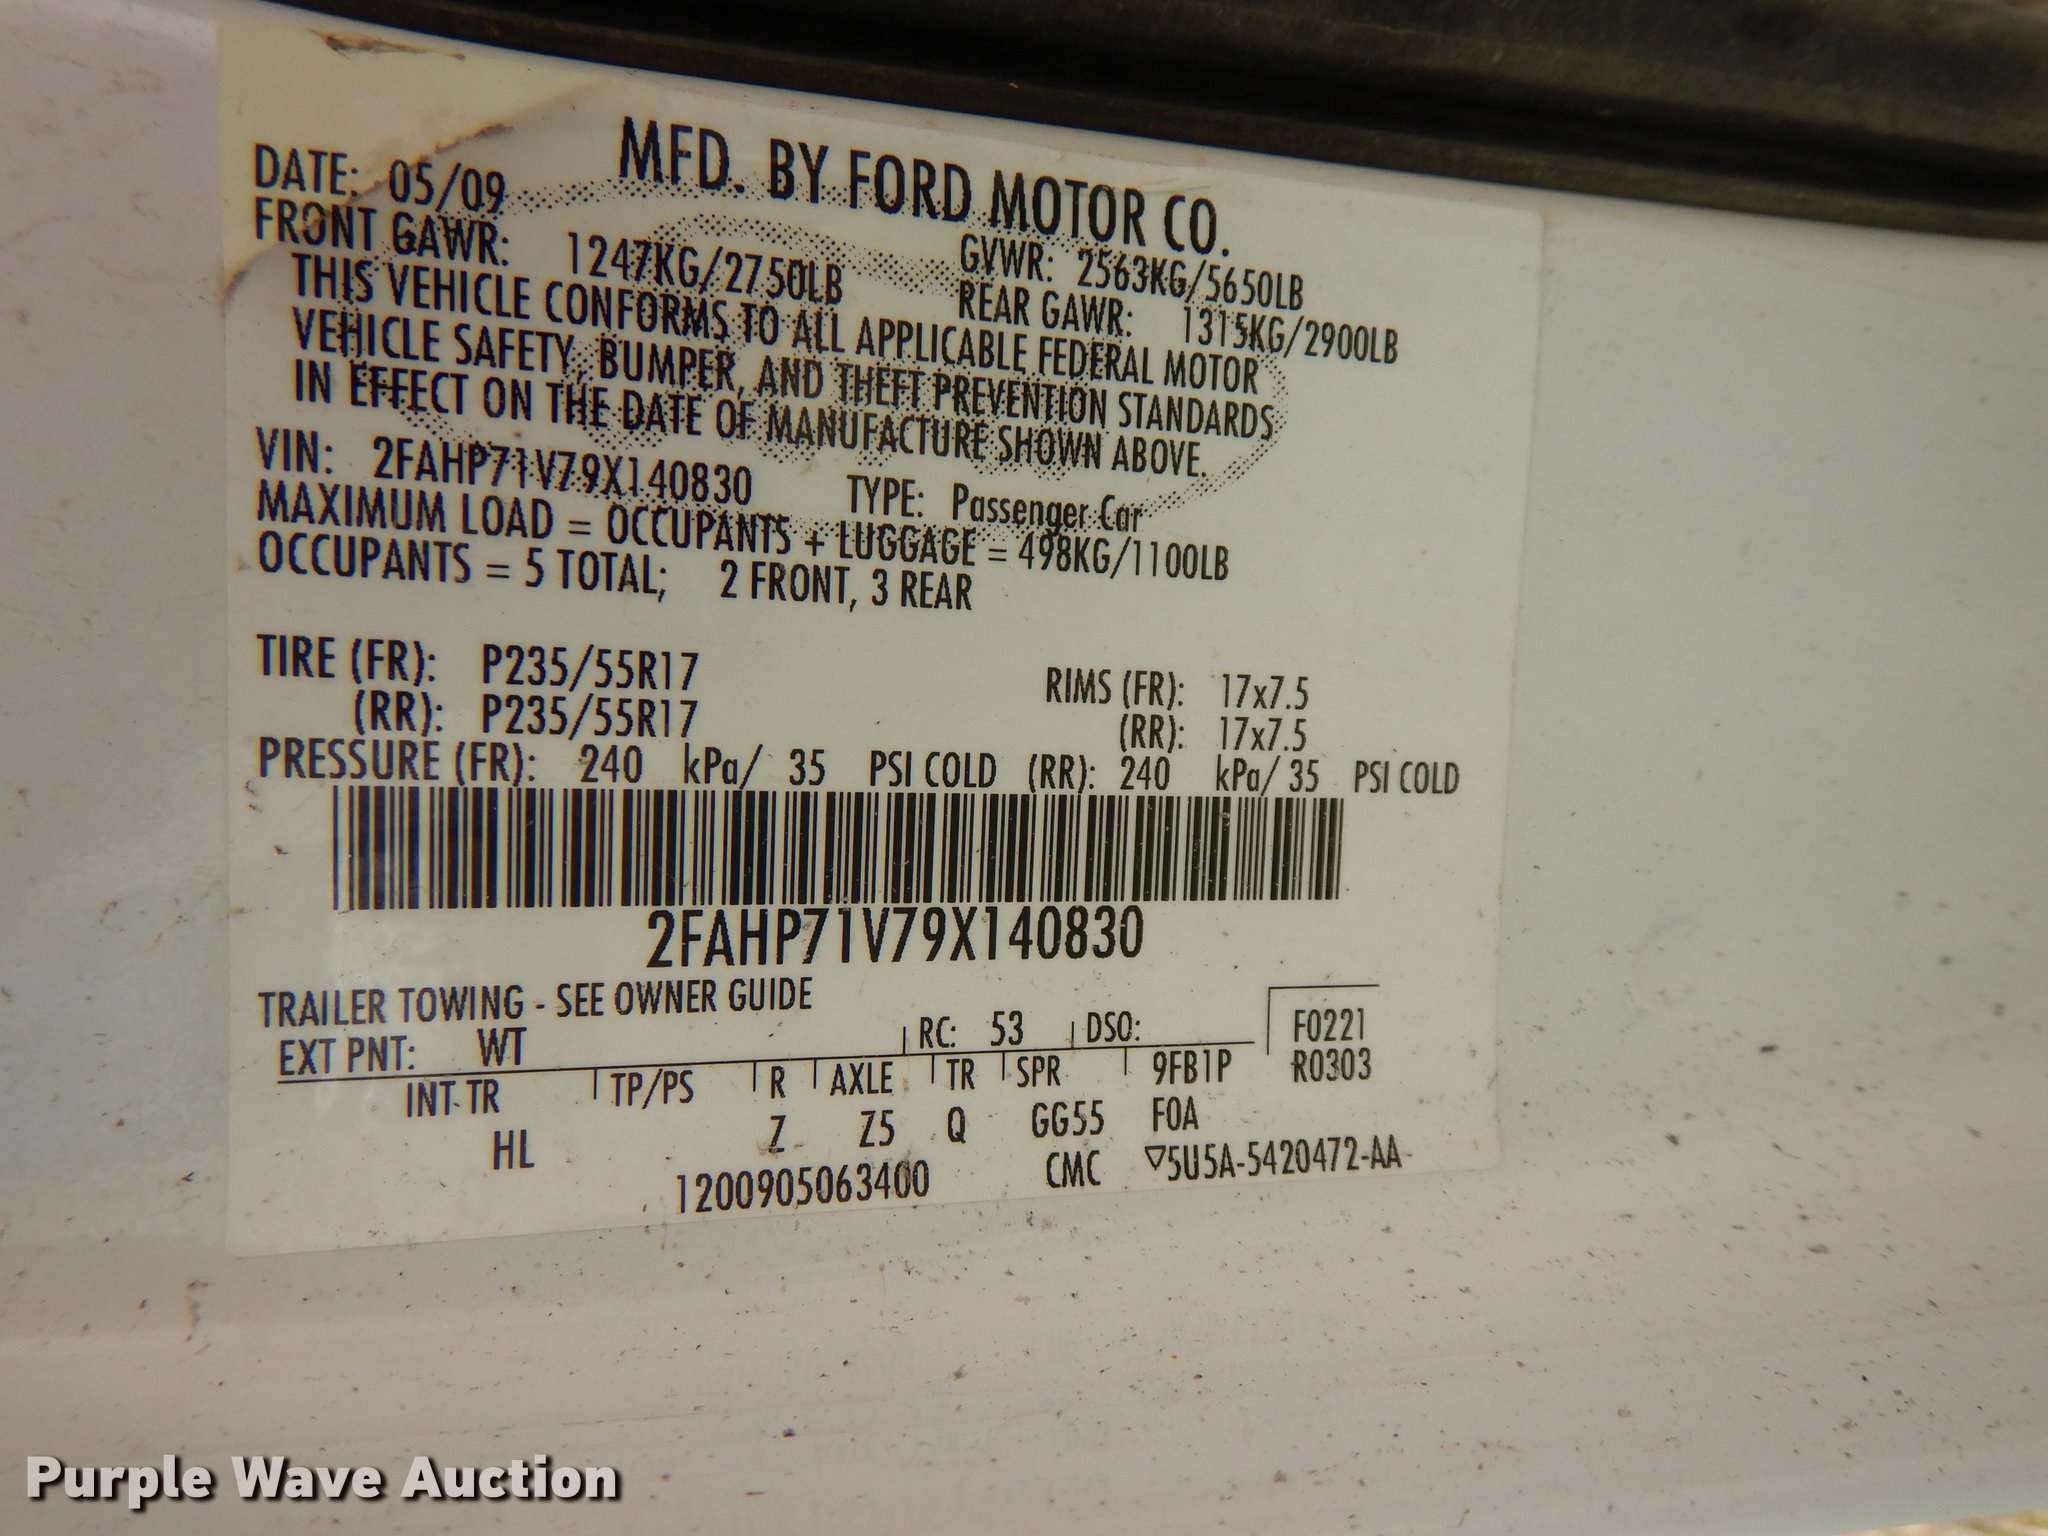 MFD. BY FORD MOTOR CO.
DATE: 05/09
GVWR: 2563KG/5650LB
FRONT GAWR: 1247KG/2750LB
REAR GAWR: 1315KG/2900LB
THIS VEHICLE CONFORMS TO ALL APPLICABLE FEDERAL MOTOR
VEHICLE SAFETY, BUMPER, AND THEFT PREVENTION STANDARDS
IN EFFECT ON THE DATE OF MANUFACTURE SHOWN ABOVE.
VIN: 2FAHP71V79X140830 TYPE: Passenger Car
MAXIMUM LOAD = OCCUPANTS + LUGGAGE = 498KG/1100LB
OCCUPANTS = 5 TOTAL; 2 FRONT, 3 REAR
TIRE (FR): P235/55R17 RIMS (FR): 17x7.5
(RR): P235/55R17 (RR): 17x7.5
PRESSURE (FR): 240 kPa/ 35 PSI COLD (RR): 240 kPa/ 35 PSI COLD
2FAHP71V79X140830
TRAILER TOWING - SEE OWNER GUIDE
EXT PNT: WT RC: 53 DSO: F0221
INT TR TP/PS R AXLE TR SPR 9FB1P R0303
HL Z Z5 Q GG55 F0A
1200905063400 CMC ▽5U5A-5420472-AA
Purple Wave Auction